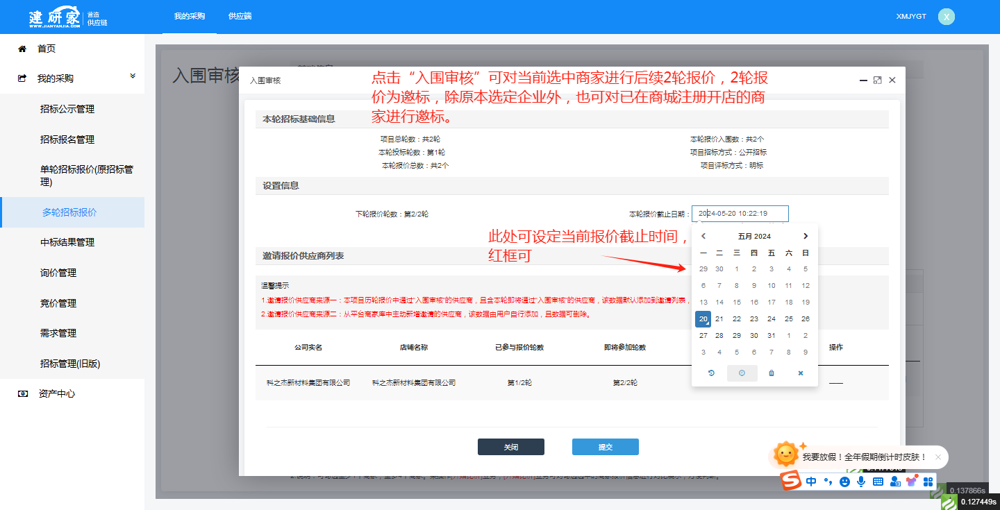 建研家
WWW.JIANYANJIA.COM
营造
供应链
我的采购
供应端
XMJYGT
X
首页
我的采购
招标公示管理
招标报名管理
单轮招标报价(原招标管
理)
多轮招标报价
中标结果管理
询价管理
竞价管理
需求管理
招标管理(旧版)
资产中心
入围审核
入围审核
点击“入围审核”可对当前选中商家进行后续2轮报价，2轮报
价为邀标，除原本选定企业外，也可对已在商城注册开店的商
家进行邀标。
本轮招标基础信息
项目总轮数：共2轮
本轮报价入围数：共2个
本轮投标轮数：第1轮
项目招标方式：公开招标
本轮报价总数：共2个
项目评标方式：明标
设置信息
下轮报价轮数：第2/2轮
本轮报价截止日期：
2024-05-20 10:22:19
此处可设定当前报价截止时间，
红框可
五月 2024
一 二 三 四 五 六 日
29 30 1 2 3 4 5
6 7 8 9 10 11 12
13 14 15 16 17 18 19
20 21 22 23 24 25 26
27 28 29 30 31 1 2
3 4 5 6 7 8 9
邀请报价供应商列表
温馨提示
1.邀请报价供应商来源一：本项目历轮报价中通过“入围审核”的供应商，且含本轮即将通过“入围审核”的供应商，该数据默认添加到邀请列表，
2.邀请报价供应商来源二：从平台商家库中主动新增邀请的供应商，该数据由用户自行添加，且数据可删除。
公司实名 店铺名称 已参与报价轮数 即将参加轮数 操作
科之杰新材料集团有限公司 科之杰新材料集团有限公司 第1/2轮 第2/2轮 ——
关闭
提交
我要放假！全年假期倒计时皮肤！
中
0.137866s
0.127449s